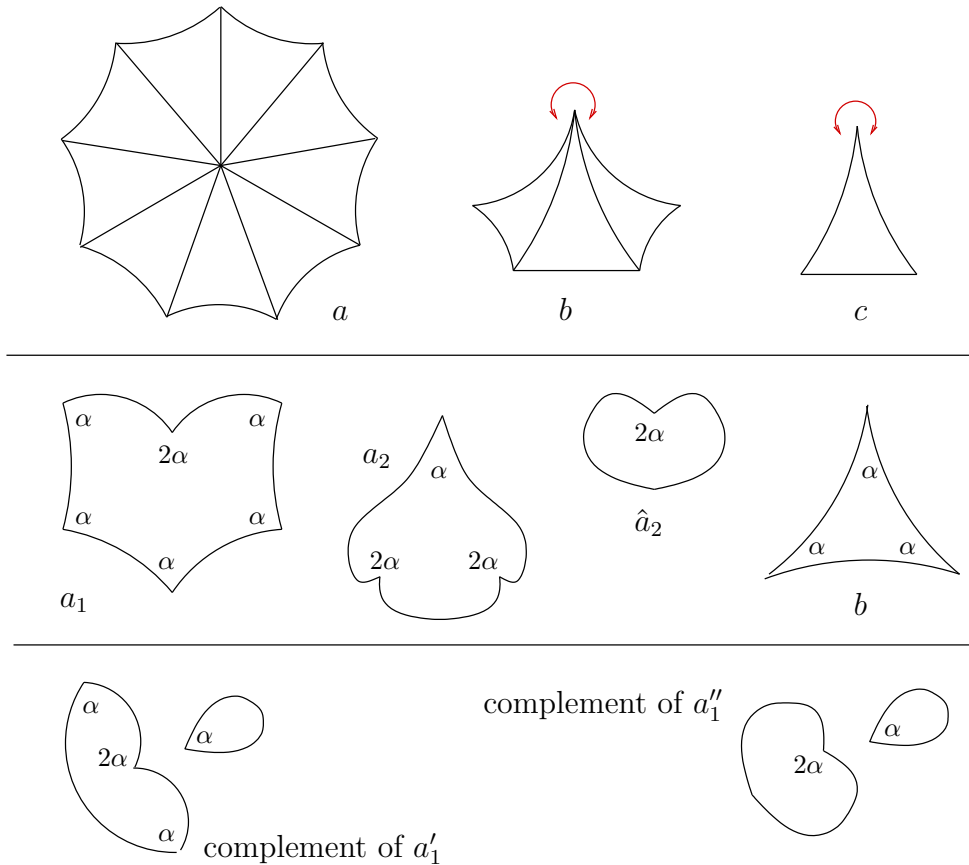 a
b
c
α
α
2α
α
α
α
a₁
a₂
α
2α
2α
2α
â₂
α
α
α
b
α
2α
α
α
complement of a′₁
complement of a″₁
2α
α